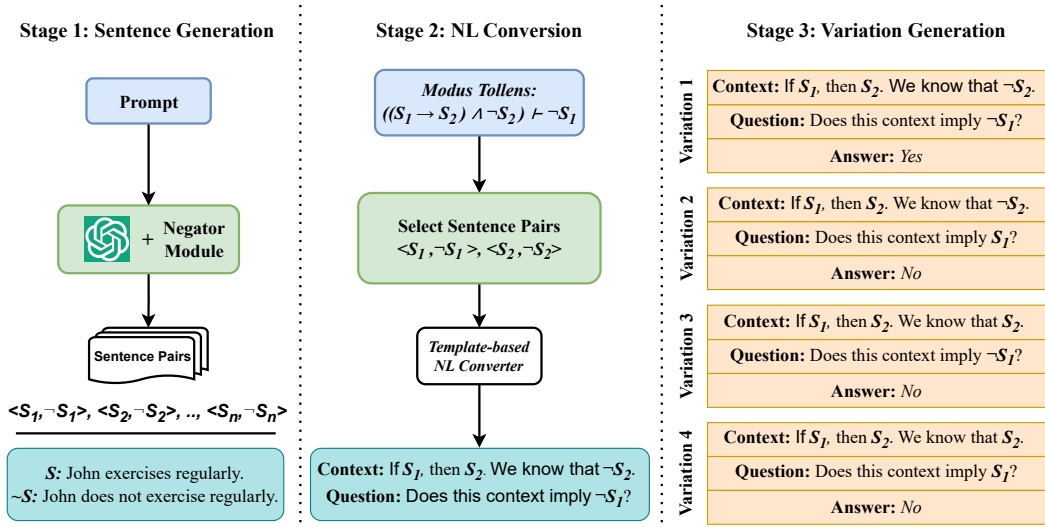 Stage 1: Sentence Generation
Prompt
+ Negator
Module
Sentence Pairs
<S1,¬S1>, <S2,¬S2>, .., <Sn,¬Sn>
S: John exercises regularly.
~S: John does not exercise regularly.
Stage 2: NL Conversion
Modus Tollens:
((S1 → S2) ∧ ¬S2) ⊢ ¬S1
Select Sentence Pairs
<S1,¬S1>, <S2,¬S2>
Template-based
NL Converter
Context: If S1, then S2. We know that ¬S2.
Question: Does this context imply ¬S1?
Stage 3: Variation Generation
Variation 1
Context: If S1, then S2. We know that ¬S2.
Question: Does this context imply ¬S1?
Answer: Yes
Variation 2
Context: If S1, then S2. We know that ¬S2.
Question: Does this context imply S1?
Answer: No
Variation 3
Context: If S1, then S2. We know that S2.
Question: Does this context imply ¬S1?
Answer: No
Variation 4
Context: If S1, then S2. We know that S2.
Question: Does this context imply S1?
Answer: No